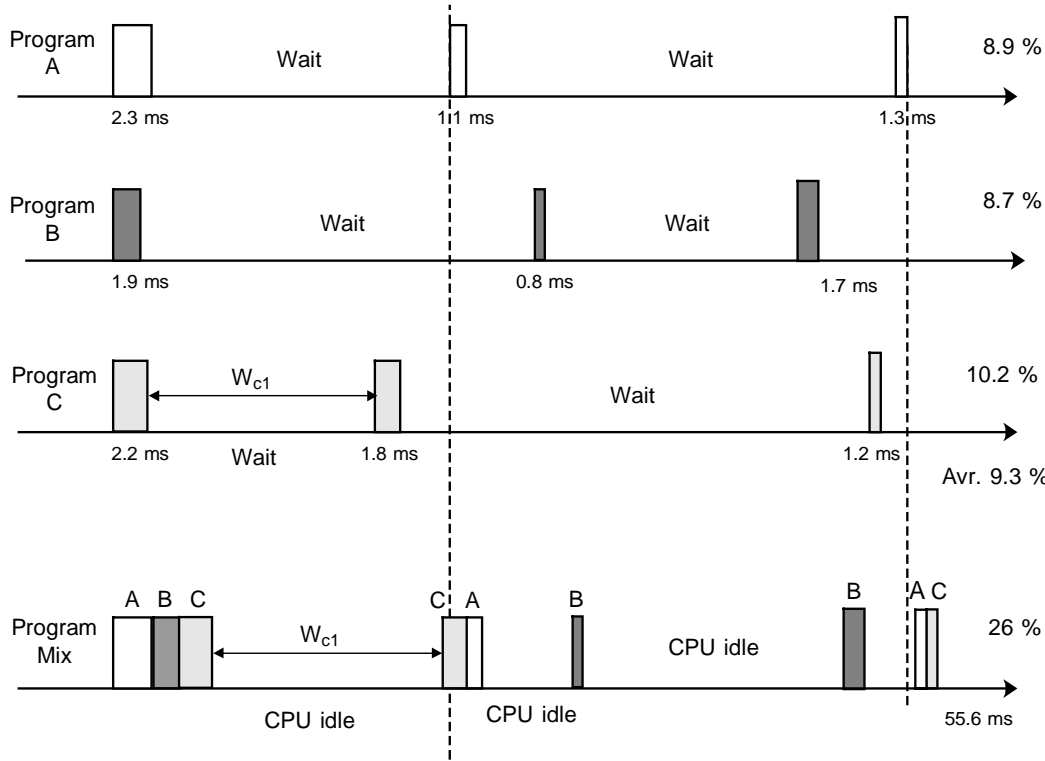 Program
A
Wait
Wait
8.9 %
2.3 ms
1.1 ms
1.3 ms
Program
B
Wait
Wait
8.7 %
1.9 ms
0.8 ms
1.7 ms
Program
C
Wc1
Wait
10.2 %
2.2 ms
Wait
1.8 ms
1.2 ms
Avr. 9.3 %
A
B
C
C
A
B
B
A
C
Program
Mix
Wc1
CPU idle
26 %
CPU idle
CPU idle
55.6 ms